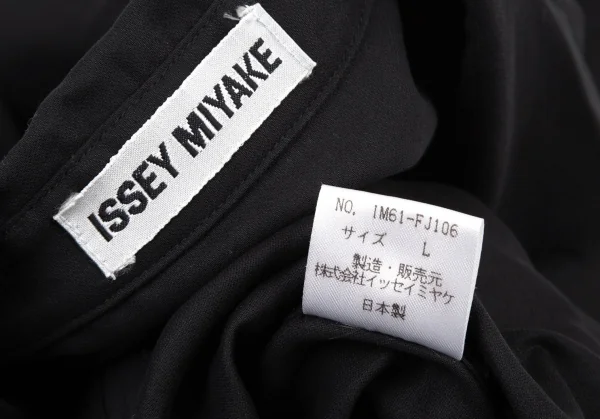 ISSEY MIYAKE
NO. IM61-FJ106
サイズ L
製造・販売元
株式会社イッセイミヤケ
日本製